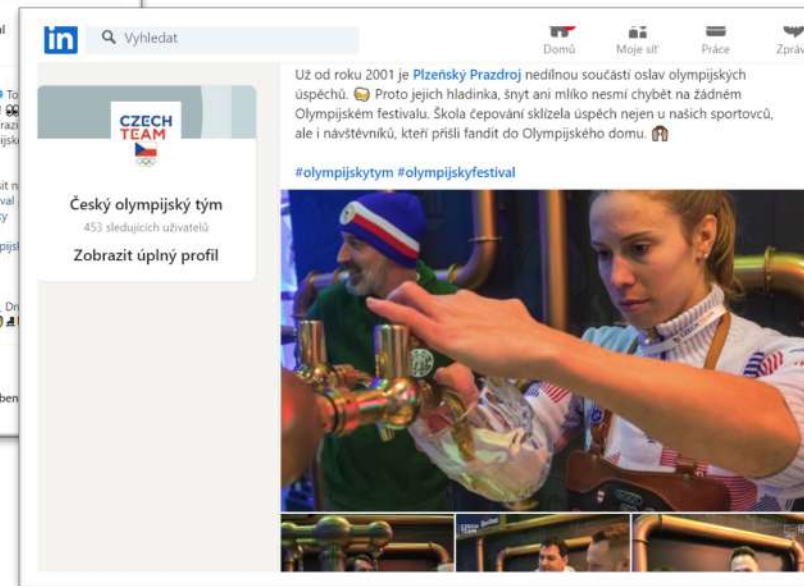 in
Vyhledat
Domů
Moje síť
Práce
Už od roku 2001 je Plzeňský Prazdroj nedílnou součástí oslav olympijských
úspěchů. 🍻 Proto jejich hladinka, šnyt ani mlíko nesmí chybět na žádném
Olympijském festivalu. Škola čepování sklízela úspěch nejen u našich sportovců,
ale i návštěvníků, kteří přišli fandit do Olympijského domu.
#olympijskytym #olympijskyfestival
CZECH
TEAM
Český olympijský tým
453 sledujících uživatelů
Zobrazit úplný profil